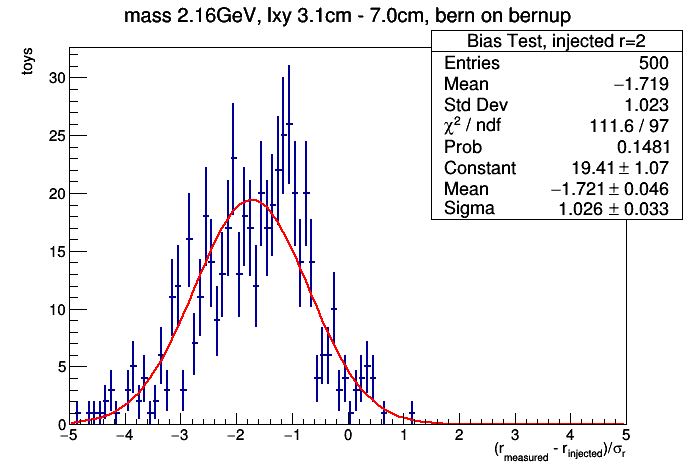 mass 2.16GeV, lxy 3.1cm - 7.0cm, bern on bernup
Bias Test, injected r=2
Entries 500
Mean −1.719
Std Dev 1.023
χ² / ndf 111.6 / 97
Prob 0.1481
Constant 19.41 ± 1.07
Mean −1.721 ± 0.046
Sigma 1.026 ± 0.033
toys
30
25
20
15
10
5
0
−5 −4 −3 −2 −1 0 1 2 3 4 5
(r_measured - r_injected)/σ_r